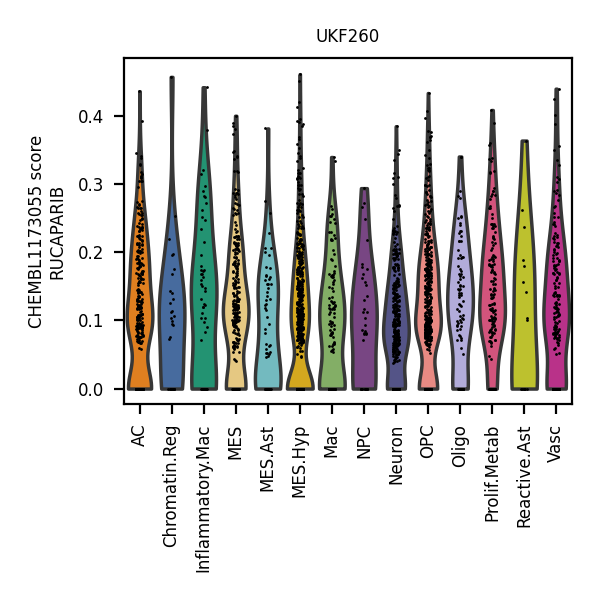 UKF260
CHEMBL1173055 score
RUCAPARIB
0.4
0.3
0.2
0.1
0.0
AC
Chromatin.Reg
Inflammatory.Mac
MES
MES.Ast
MES.Hyp
Mac
NPC
Neuron
OPC
Oligo
Prolif.Metab
Reactive.Ast
Vasc